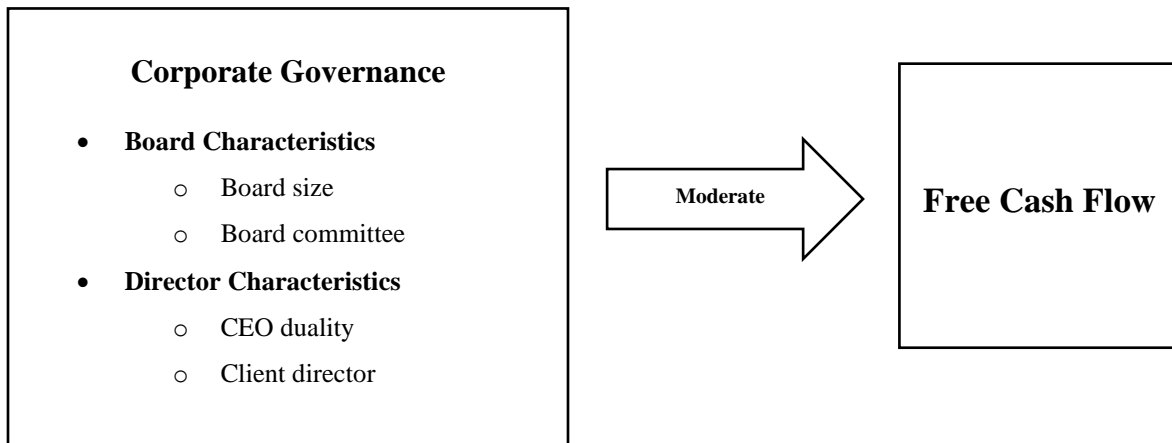 Corporate Governance
• Board Characteristics
o Board size
o Board committee
• Director Characteristics
o CEO duality
o Client director
Moderate
Free Cash Flow